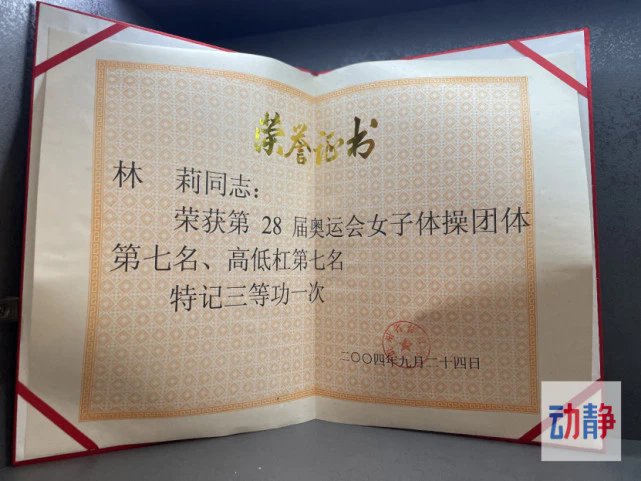 荣誉证书
林 莉同志：
荣获第 28 届奥运会女子体操团体
第七名、高低杠第七名
特记三等功一次
二〇〇四年九月二十四日
动静